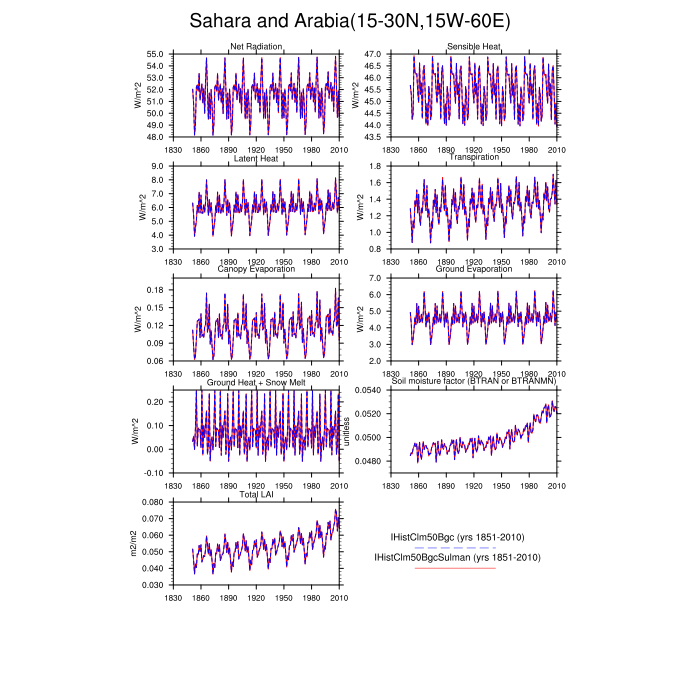 Sahara and Arabia(15-30N,15W-60E)
Net Radiation
W/m^2
55.0
54.0
53.0
52.0
51.0
50.0
49.0
48.0
1830 1860 1890 1920 1950 1980 2010
Sensible Heat
W/m^2
47.0
46.5
46.0
45.5
45.0
44.5
44.0
43.5
1830 1860 1890 1920 1950 1980 2010
Latent Heat
W/m^2
9.0
8.0
7.0
6.0
5.0
4.0
3.0
1830 1860 1890 1920 1950 1980 2010
Transpiration
W/m^2
1.8
1.6
1.4
1.2
1.0
0.8
1830 1860 1890 1920 1950 1980 2010
Canopy Evaporation
W/m^2
0.18
0.15
0.12
0.09
0.06
1830 1860 1890 1920 1950 1980 2010
Ground Evaporation
W/m^2
7.0
6.0
5.0
4.0
3.0
2.0
1830 1860 1890 1920 1950 1980 2010
Ground Heat + Snow Melt
W/m^2
0.20
0.10
0.00
-0.10
1830 1860 1890 1920 1950 1980 2010
Soil moisture factor (BTRAN or BTRANMN)
unitless
0.0540
0.0520
0.0500
0.0480
1830 1860 1890 1920 1950 1980 2010
Total LAI
m2/m2
0.080
0.070
0.060
0.050
0.040
0.030
1830 1860 1890 1920 1950 1980 2010
IHistClm50Bgc (yrs 1851-2010)
IHistClm50BgcSulman (yrs 1851-2010)